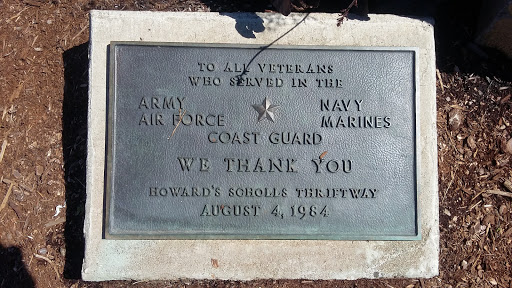 TO ALL VETERANS
WHO SERVED IN THE
ARMY NAVY
AIR FORCE MARINES
COAST GUARD
WE THANK YOU
HOWARD'S SCHOLLS THRIFTWAY
AUGUST 4, 1984